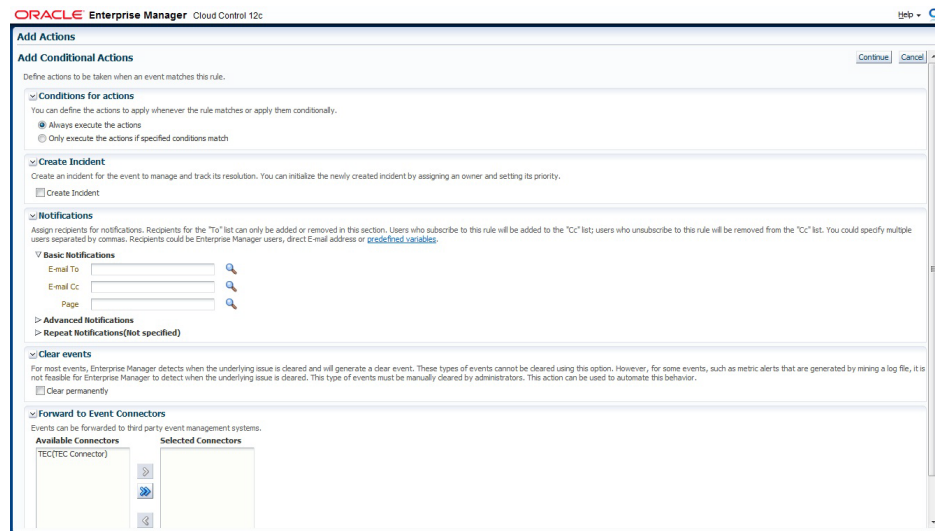 ORACLE Enterprise Manager Cloud Control 12c
Help
Add Actions
Add Conditional Actions
Continue Cancel
Define actions to be taken when an event matches this rule.
Conditions for actions
You can define the actions to apply whenever the rule matches or apply them conditionally.
Always execute the actions
Only execute the actions if specified conditions match
Create Incident
Create an incident for the event to manage and track its resolution. You can initialize the newly created incident by assigning an owner and setting its priority.
Create Incident
Notifications
Assign recipients for notifications. Recipients for the "To" list can only be added or removed in this section. Users who subscribe to this rule will be added to the "Cc" list; users who unsubscribe to this rule will be removed from the "Cc" list. You could specify multiple
users separated by commas. Recipients could be Enterprise Manager users, direct E-mail address or predefined variables.
Basic Notifications
E-mail To
E-mail Cc
Page
Advanced Notifications
Repeat Notifications(Not specified)
Clear events
For most events, Enterprise Manager detects when the underlying issue is cleared and will generate a clear event. These types of events cannot be cleared using this option. However, for some events, such as metric alerts that are generated by mining a log file, it is
not feasible for Enterprise Manager to detect when the underlying issue is cleared. This type of events must be manually cleared by administrators. This action can be used to automate this behavior.
Clear permanently
Forward to Event Connectors
Events can be forwarded to third party event management systems.
Available Connectors Selected Connectors
TEC(TEC Connector)